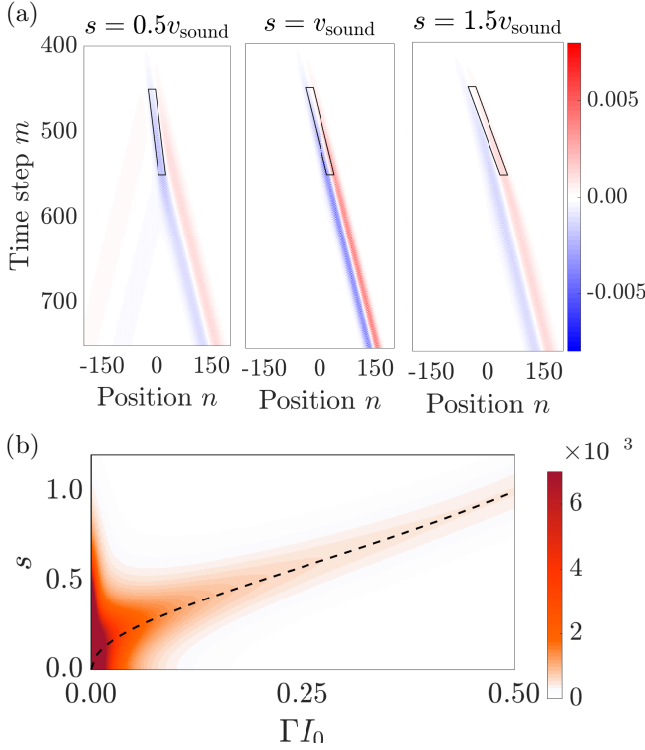 (a)
s = 0.5v_sound
s = v_sound
s = 1.5v_sound
400
500
600
700
Time step m
-150 0 150
-150 0 150
-150 0 150
Position n
Position n
Position n
0.005
0.00
-0.005
(b)
×10 3
1.0
0.5
0.0
s
0.00 0.25 0.50
ΓI₀
6
4
2
0